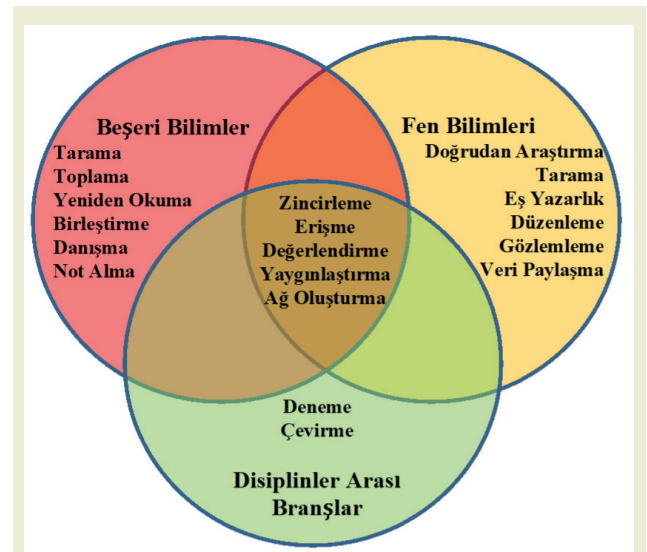 Beşeri Bilimler
Tarama
Toplama
Yeniden Okuma
Birleştirme
Danışma
Not Alma
Fen Bilimleri
Doğrudan Araştırma
Tarama
Eş Yazarlık
Düzenleme
Gözlemleme
Veri Paylaşma
Zincirleme
Erişme
Değerlendirme
Yaygınlaştırma
Ağ Oluşturma
Deneme
Çevirme
Disiplinler Arası
Branşlar